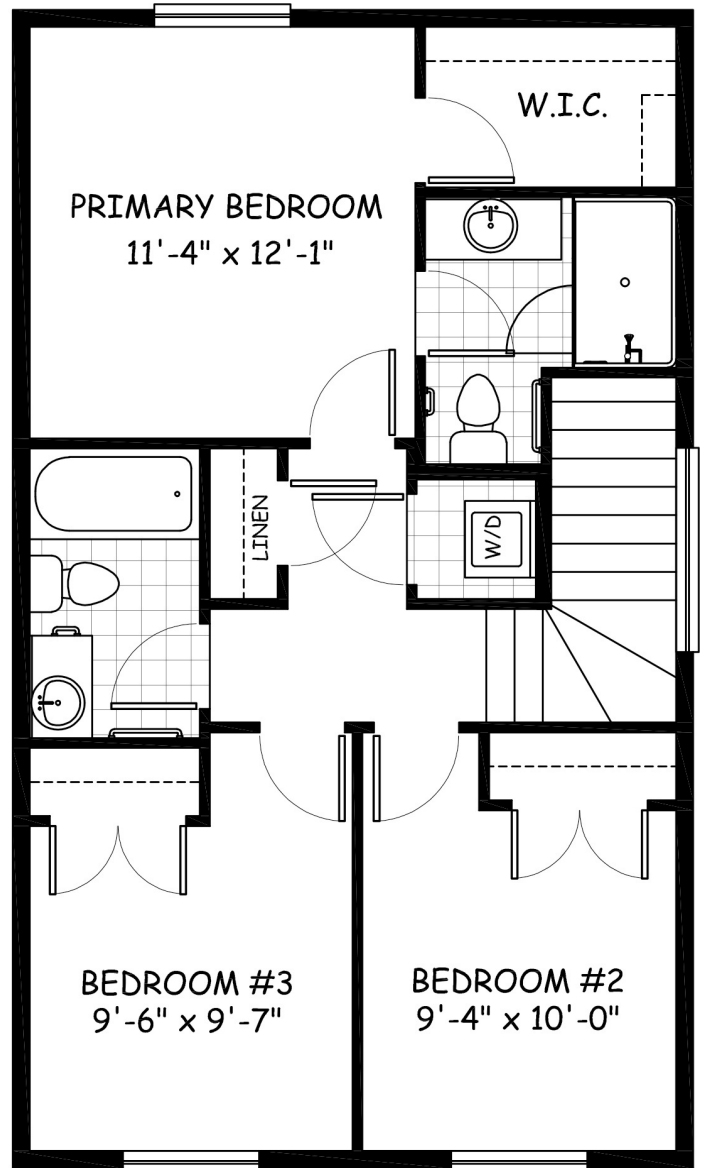 W.I.C.
PRIMARY BEDROOM
11'-4" x 12'-1"
LINEN
W/D
BEDROOM #3
9'-6" x 9'-7"
BEDROOM #2
9'-4" x 10'-0"